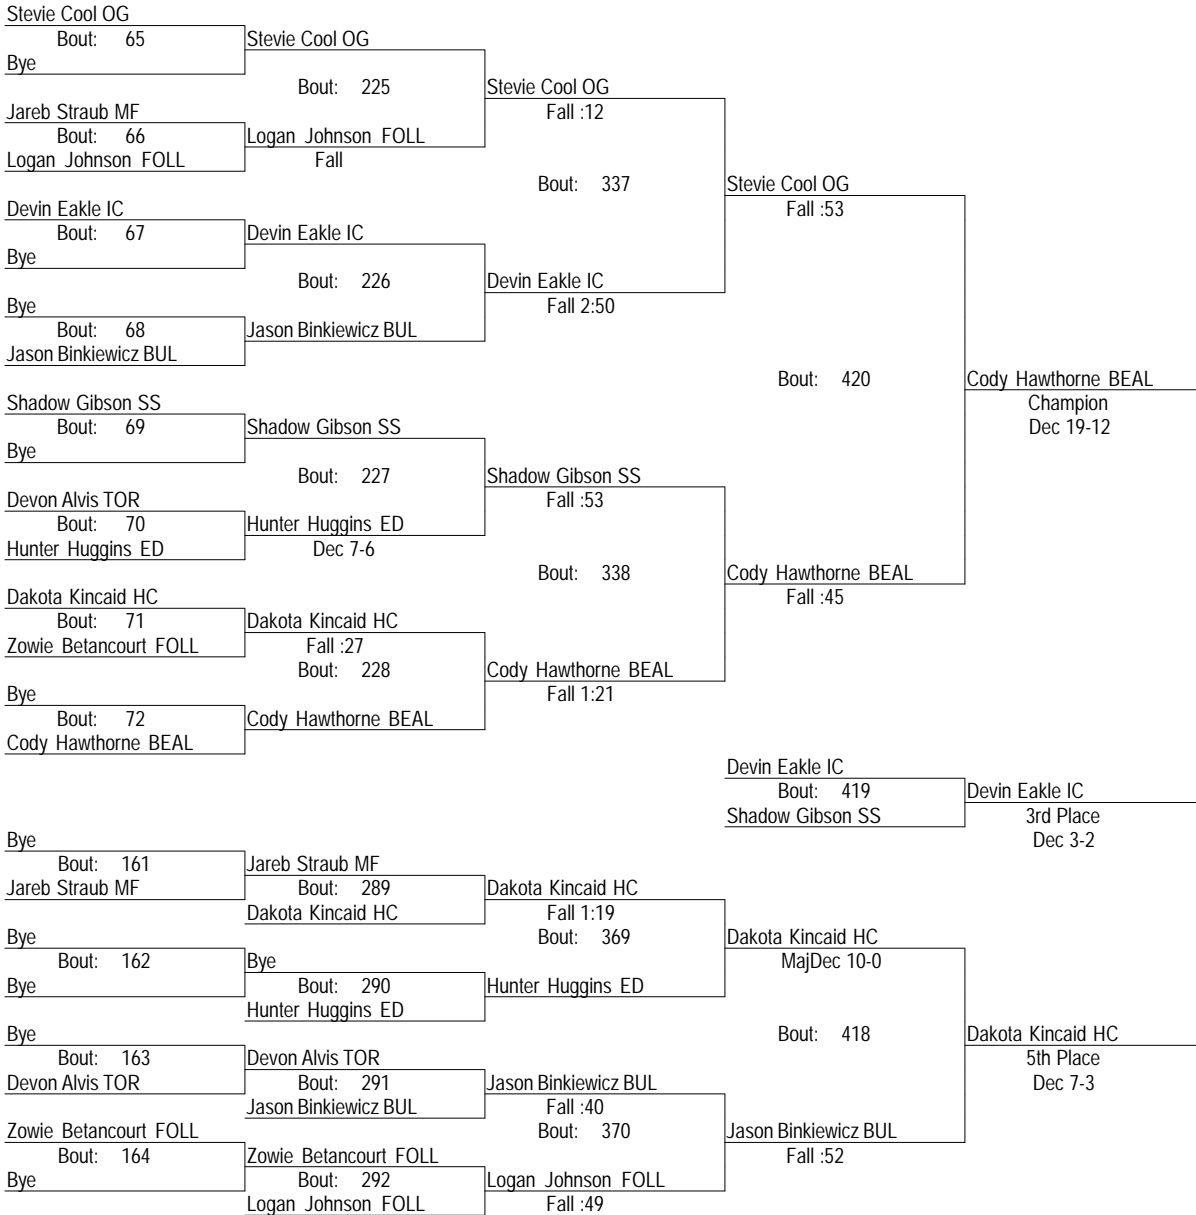 Stevie Cool OG
Bout: 65
Stevie Cool OG
Bye
Bout: 225
Stevie Cool OG
Jareb Straub MF
Fall :12
Bout: 66
Logan Johnson FOLL
Logan Johnson FOLL
Fall
Bout: 337
Stevie Cool OG
Devin Eakle IC
Fall :53
Bout: 67
Devin Eakle IC
Bye
Bout: 226
Devin Eakle IC
Bye
Fall 2:50
Bout: 68
Jason Binkiewicz BUL
Jason Binkiewicz BUL
Bout: 420
Cody Hawthorne BEAL
Shadow Gibson SS
Champion
Bout: 69
Shadow Gibson SS
Dec 19-12
Bye
Bout: 227
Shadow Gibson SS
Devon Alvis TOR
Fall :53
Bout: 70
Hunter Huggins ED
Hunter Huggins ED
Dec 7-6
Bout: 338
Cody Hawthorne BEAL
Dakota Kincaid HC
Fall :45
Bout: 71
Dakota Kincaid HC
Zowie Betancourt FOLL
Fall :27
Bout: 228
Cody Hawthorne BEAL
Bye
Fall 1:21
Bout: 72
Cody Hawthorne BEAL
Cody Hawthorne BEAL
Devin Eakle IC
Bout: 419
Devin Eakle IC
Shadow Gibson SS
3rd Place
Dec 3-2
Bye
Bout: 161
Jareb Straub MF
Jareb Straub MF
Bout: 289
Dakota Kincaid HC
Dakota Kincaid HC
Fall 1:19
Bye
Bout: 369
Dakota Kincaid HC
Bout: 162
Bye
MajDec 10-0
Bye
Bout: 290
Hunter Huggins ED
Hunter Huggins ED
Bye
Bout: 418
Dakota Kincaid HC
Bout: 163
Devon Alvis TOR
5th Place
Devon Alvis TOR
Bout: 291
Jason Binkiewicz BUL
Dec 7-3
Jason Binkiewicz BUL
Fall :40
Zowie Betancourt FOLL
Bout: 370
Jason Binkiewicz BUL
Bout: 164
Zowie Betancourt FOLL
Fall :52
Bye
Bout: 292
Logan Johnson FOLL
Logan Johnson FOLL
Fall :49